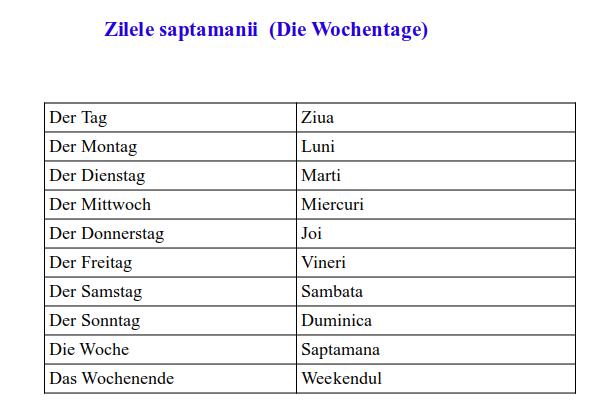 Zilele saptamanii (Die Wochentage)
Der Tag Ziua
Der Montag Luni
Der Dienstag Marti
Der Mittwoch Miercuri
Der Donnerstag Joi
Der Freitag Vineri
Der Samstag Sambata
Der Sonntag Duminica
Die Woche Saptamana
Das Wochenende Weekendul